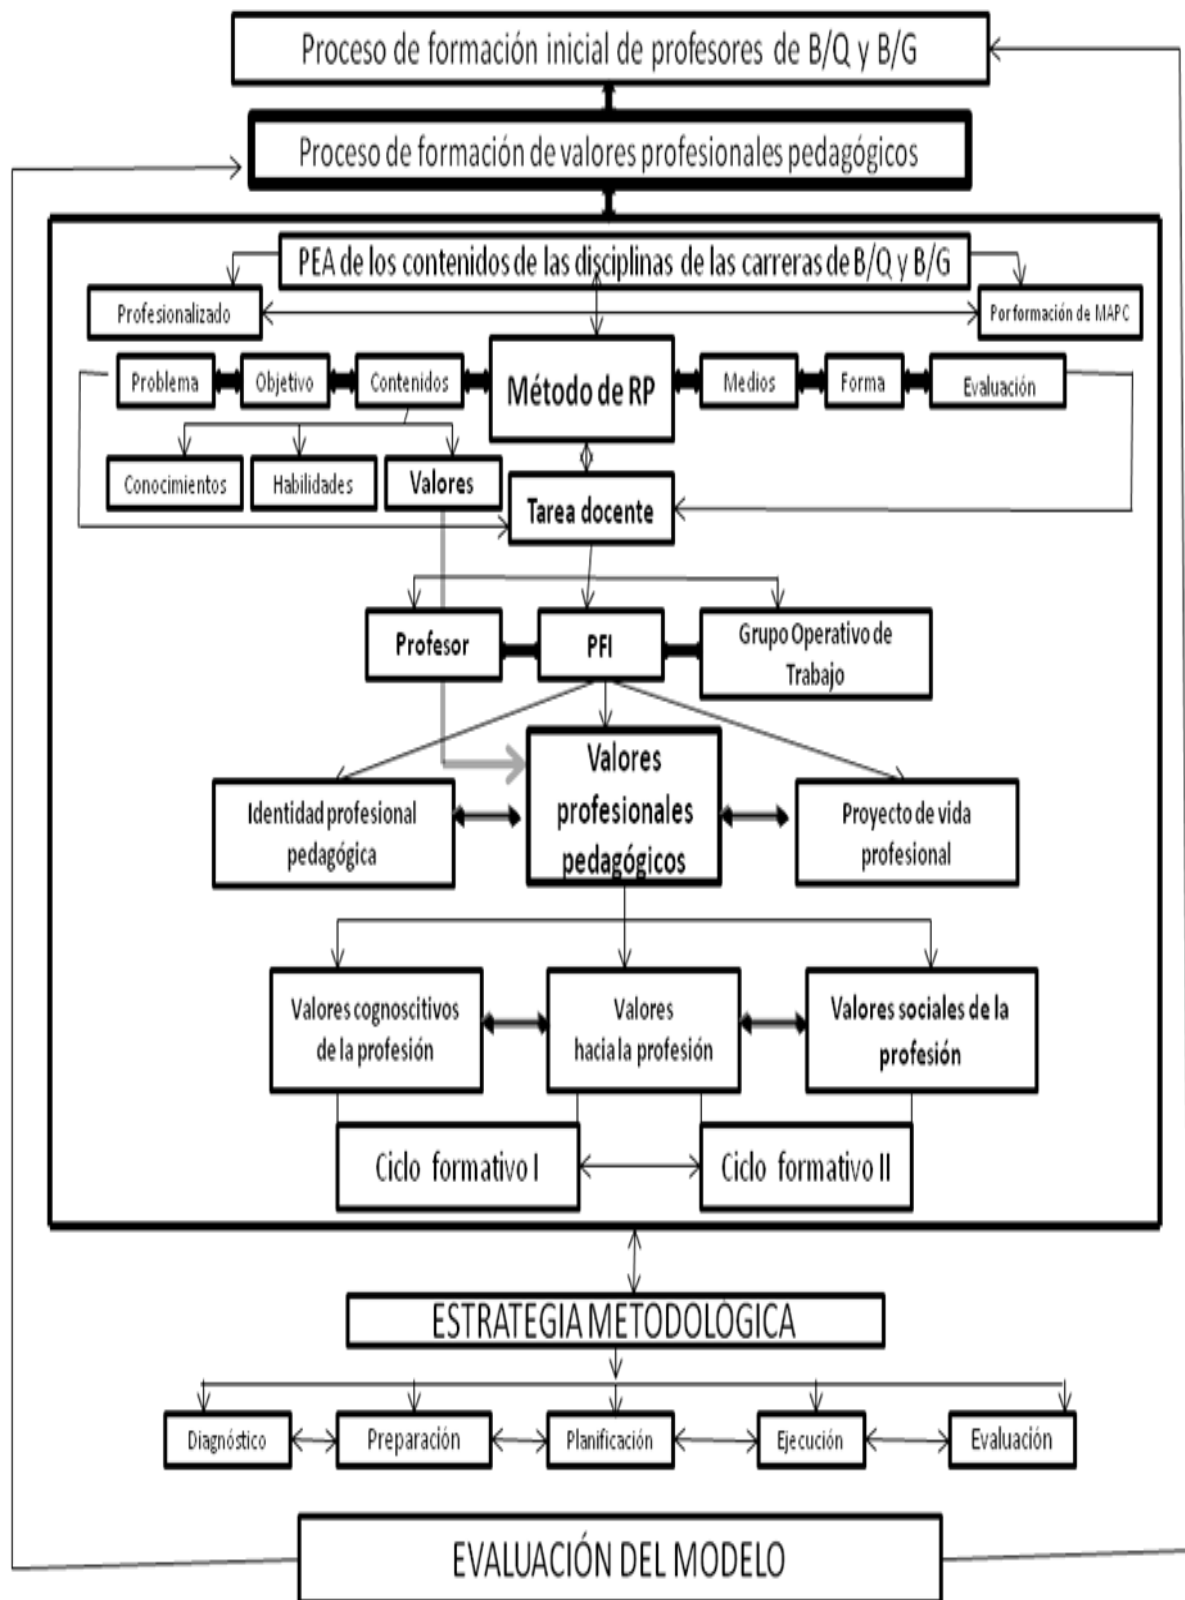 Proceso de formación inicial de profesores de B/Q y B/G
Proceso de formación de valores profesionales pedagógicos
PEA de los contenidos de las disciplinas de las carreras de B/Q y B/G
Profesionalizado
Por formación de MAPC
Problema
Objetivo
Contenidos
Método de RP
Medios
Forma
Evaluación
Conocimientos
Habilidades
Valores
Tarea docente
Profesor
PFI
Grupo Operativo de
Trabajo
Identidad profesional
pedagógica
Valores
profesionales
pedagógicos
Proyecto de vida
profesional
Valores cognoscitivos
de la profesión
Valores
hacia la profesión
Valores sociales de la
profesión
Ciclo formativo I
Ciclo formativo II
ESTRATEGIA METODOLÓGICA
Diagnóstico
Preparación
Planificación
Ejecución
Evaluación
EVALUACIÓN DEL MODELO